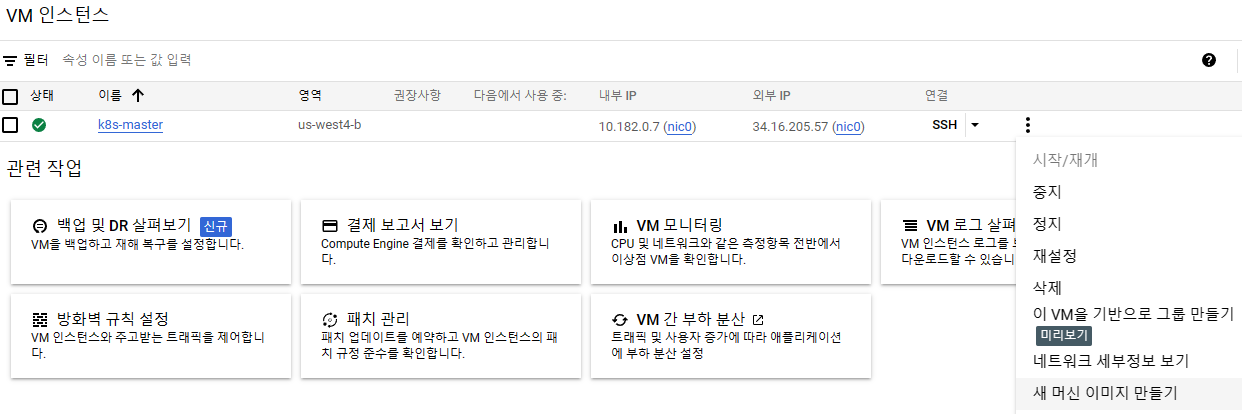 VM 인스턴스
필터 속성 이름 또는 값 입력
상태 이름 영역 권장사항 다음에서 사용 중: 내부 IP 외부 IP 연결
k8s-master us-west4-b 10.182.0.7 (nic0) 34.16.205.57 (nic0) SSH
관련 작업
백업 및 DR 살펴보기 신규
VM을 백업하고 재해 복구를 설정합니다.
결제 보고서 보기
Compute Engine 결제를 확인하고 관리합니
다.
VM 모니터링
CPU 및 네트워크와 같은 측정항목 전반에서
이상점 VM을 확인합니다.
VM 로그 살펴
VM 인스턴스 로그를
다운로드할 수 있습니
방화벽 규칙 설정
VM 인스턴스와 주고받는 트래픽을 제어합니
다.
패치 관리
패치 업데이트를 예약하고 VM 인스턴스의 패
치 규정 준수를 확인합니다.
VM 간 부하 분산
트래픽 및 사용자 증가에 따라 애플리케이션
에 부하 분산 설정
시작/재개
중지
정지
재설정
삭제
이 VM을 기반으로 그룹 만들기
미리보기
네트워크 세부정보 보기
새 머신 이미지 만들기